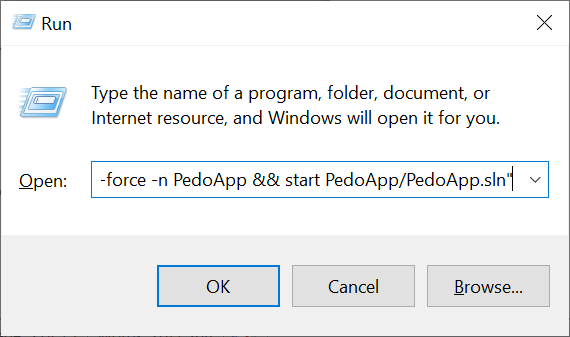 Run
Type the name of a program, folder, document, or
Internet resource, and Windows will open it for you.
Open: -force -n PedoApp && start PedoApp/PedoApp.sln"
OK Cancel Browse...